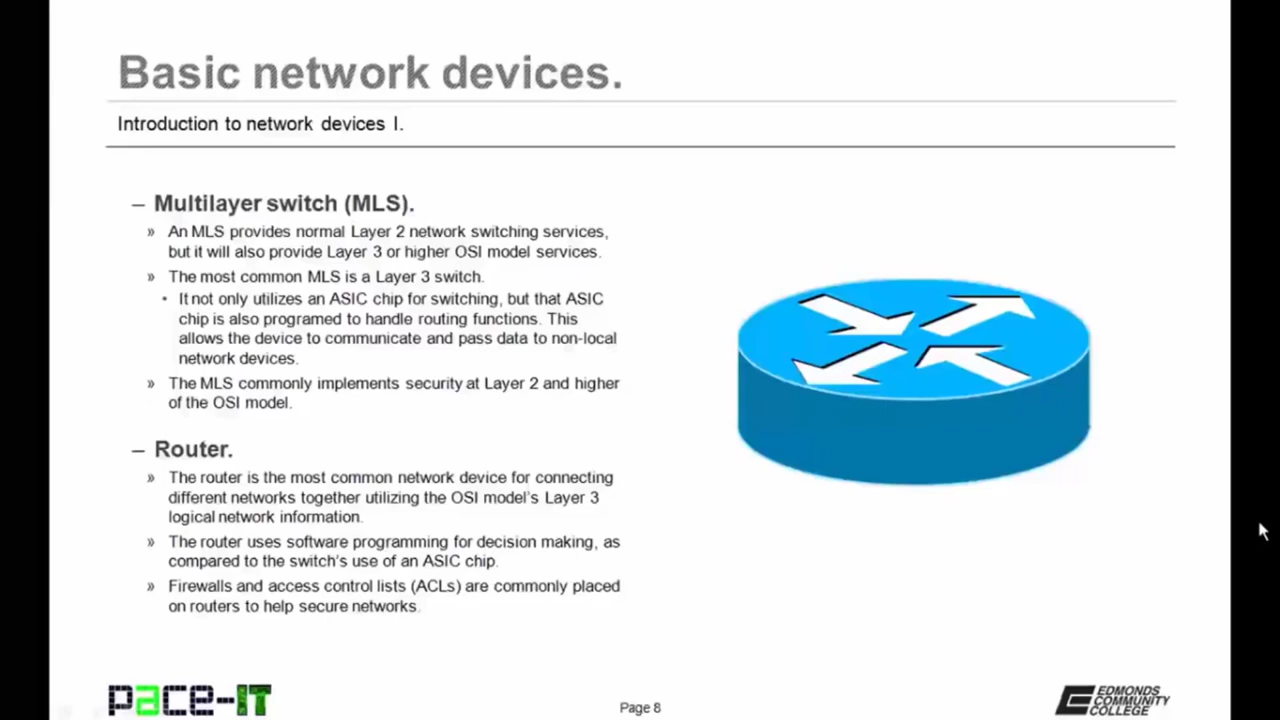 Basic network devices.
Introduction to network devices I.
– Multilayer switch (MLS).
» An MLS provides normal Layer 2 network switching services,
but it will also provide Layer 3 or higher OSI model services.
» The most common MLS is a Layer 3 switch.
• It not only utilizes an ASIC chip for switching, but that ASIC
chip is also programed to handle routing functions. This
allows the device to communicate and pass data to non-local
network devices.
» The MLS commonly implements security at Layer 2 and higher
of the OSI model.
– Router.
» The router is the most common network device for connecting
different networks together utilizing the OSI model's Layer 3
logical network information.
» The router uses software programming for decision making, as
compared to the switch's use of an ASIC chip.
» Firewalls and access control lists (ACLs) are commonly placed
on routers to help secure networks.
pace-IT
Page 8
EDMONDS
COMMUNITY
COLLEGE